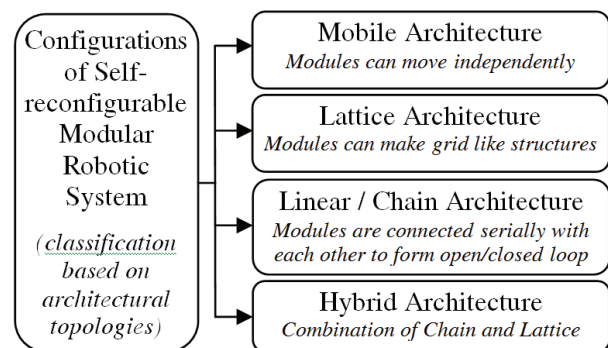 Configurations
of Self-
reconfigurable
Modular
Robotic
System
(classification
based on
architectural
topologies)
Mobile Architecture
Modules can move independently
Lattice Architecture
Modules can make grid like structures
Linear / Chain Architecture
Modules are connected serially with
each other to form open/closed loop
Hybrid Architecture
Combination of Chain and Lattice